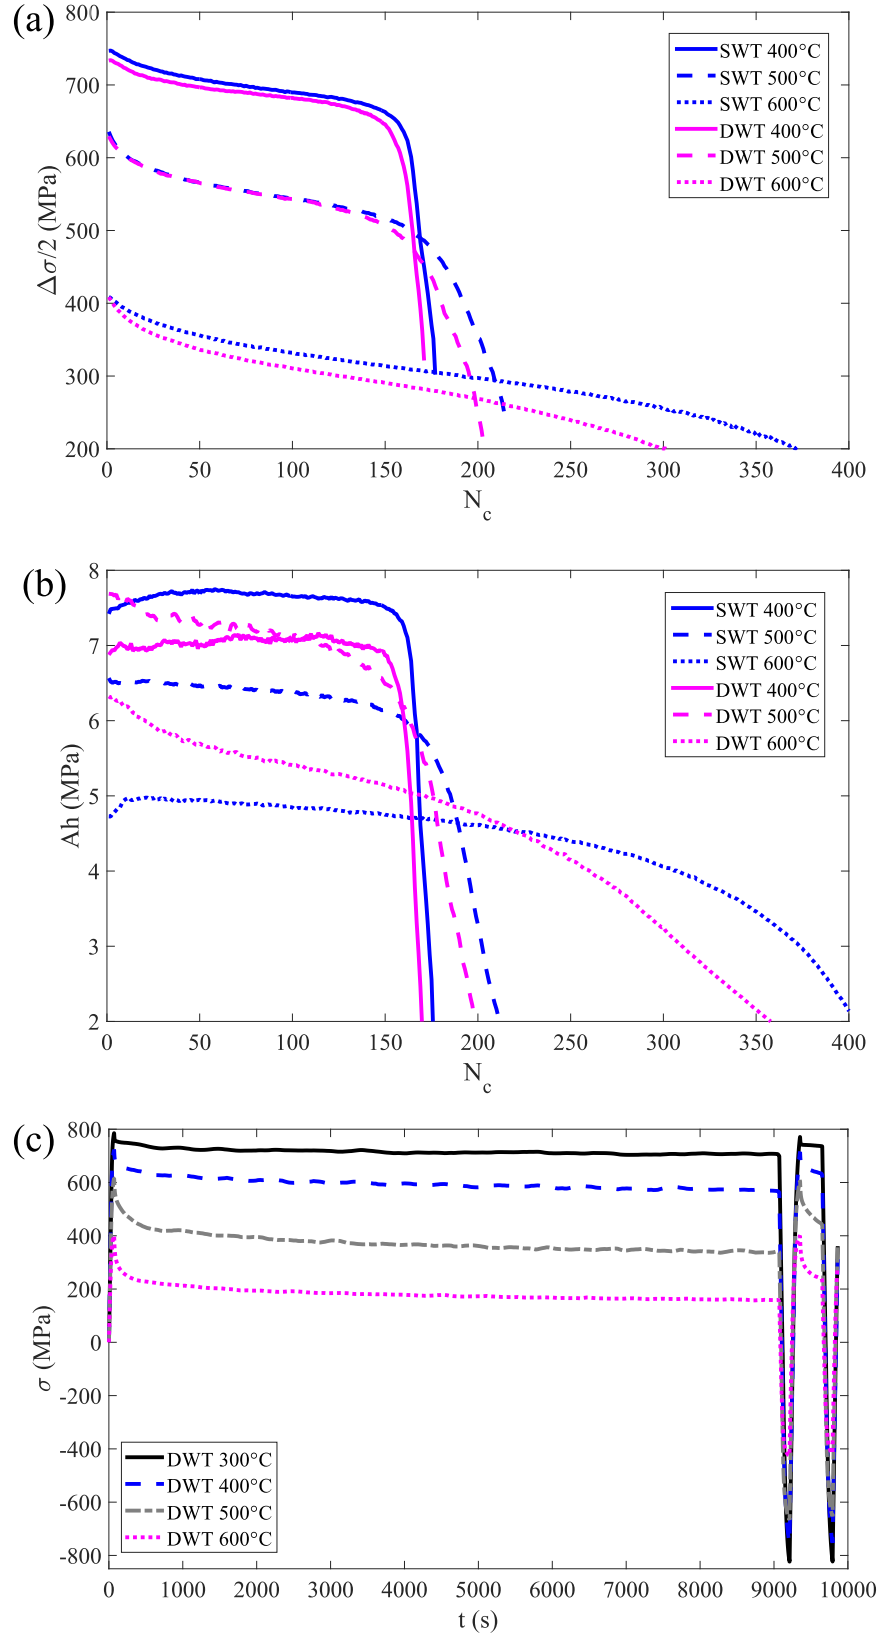 (a)
800
700
600
500
400
300
200
Δσ/2 (MPa)
SWT 400°C
SWT 500°C
SWT 600°C
DWT 400°C
DWT 500°C
DWT 600°C
0 50 100 150 200 250 300 350 400
N_c
(b)
8
7
6
5
4
3
2
Ah (MPa)
SWT 400°C
SWT 500°C
SWT 600°C
DWT 400°C
DWT 500°C
DWT 600°C
0 50 100 150 200 250 300 350 400
N_c
(c)
800
600
400
200
0
-200
-400
-600
-800
σ (MPa)
DWT 300°C
DWT 400°C
DWT 500°C
DWT 600°C
0 1000 2000 3000 4000 5000 6000 7000 8000 9000 10000
t (s)